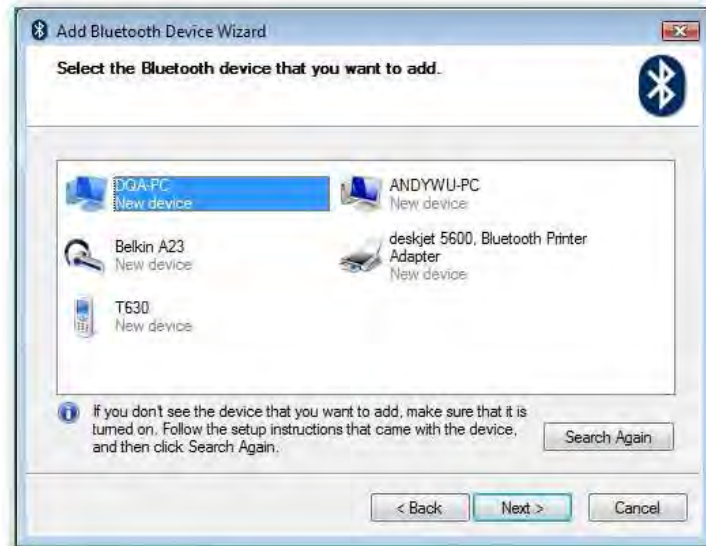 Add Bluetooth Device Wizard
Select the Bluetooth device that you want to add.
DQA-PC
New device
ANDYWU-PC
New device
Belkin A23
New device
deskjet 5600, Bluetooth Printer
Adapter
New device
T630
New device
If you don't see the device that you want to add, make sure that it is
turned on. Follow the setup instructions that came with the device,
and then click Search Again.
Search Again
< Back
Next >
Cancel